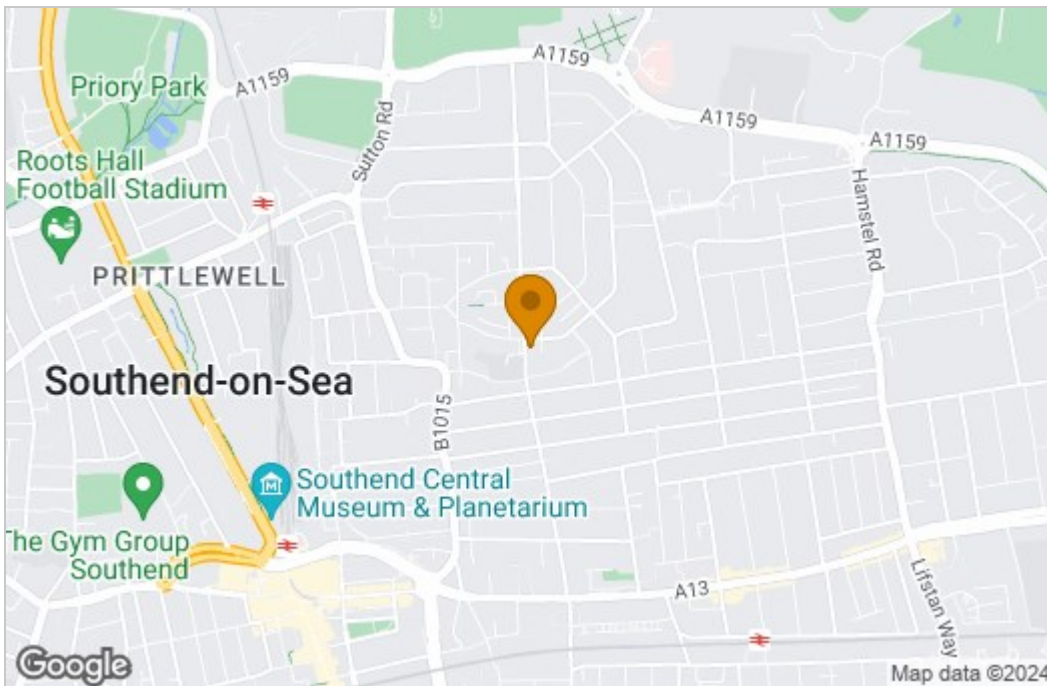 A1159
A1159
Priory Park
Sutton Rd
A1159
A1159
Roots Hall
Football Stadium
Hamstel Rd
PRITTLEWELL
Southend-on-Sea
B1015
Southend Central
Museum & Planetarium
The Gym Group
Southend
A13
Lifstan Way
Google
Map data ©2024